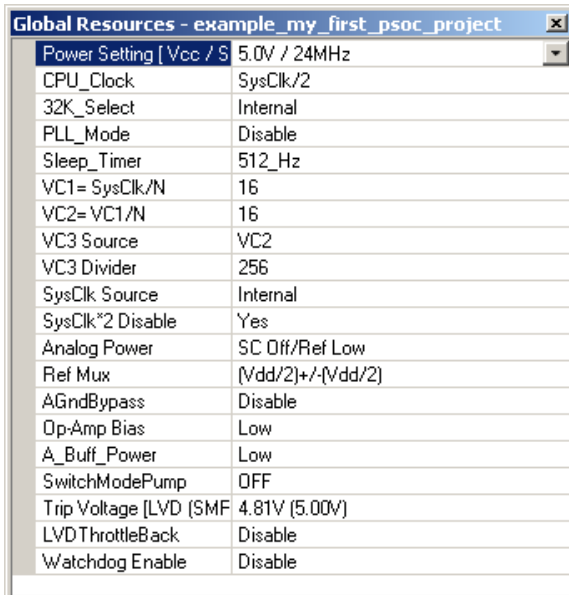 Global Resources - example_my_first_psoc_project
Power Setting [ Vcc / S 5.0V / 24MHz
CPU_Clock SysClk/2
32K_Select Internal
PLL_Mode Disable
Sleep_Timer 512_Hz
VC1= SysClk/N 16
VC2= VC1/N 16
VC3 Source VC2
VC3 Divider 256
SysClk Source Internal
SysClk*2 Disable Yes
Analog Power SC Off/Ref Low
Ref Mux (Vdd/2)+/-(Vdd/2)
AGndBypass Disable
Op-Amp Bias Low
A_Buff_Power Low
SwitchModePump OFF
Trip Voltage [LVD (SMF 4.81V (5.00V)
LVDThrottleBack Disable
Watchdog Enable Disable